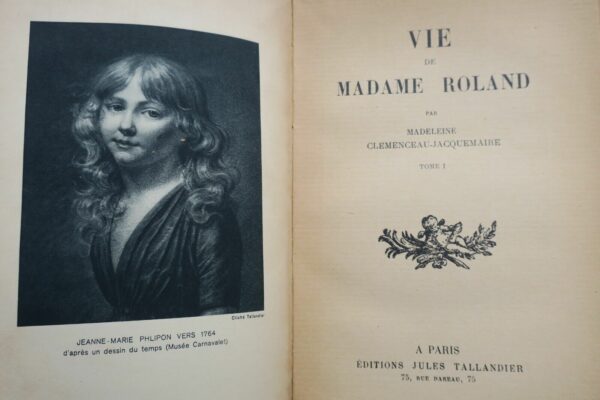 Cliché Tallandier
JEANNE-MARIE PHLIPON VERS 1764
d'après un dessin du temps (Musée Carnavalet)
VIE
DE
MADAME ROLAND
PAR
MADELEINE
CLEMENCEAU-JACQUEMAIRE
TOME I
A PARIS
ÉDITIONS JULES TALLANDIER
75, RUE DAREAU, 75